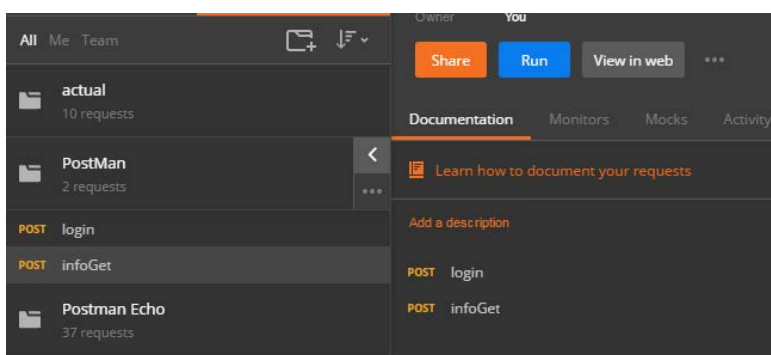 All Me Team
actual
10 requests
PostMan
2 requests
POST login
POST infoGet
Postman Echo
37 requests
Owner You
Share Run View in web
Documentation Monitors Mocks Activity
Learn how to document your requests
Add a description
POST login
POST infoGet